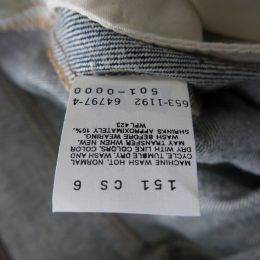 151 CS 6
MACHINE WASH HOT, NORMAL
CYCLE, TUMBLE DRY, WASH AND
DRY WITH LIKE COLORS, COLOR
MAY TRANSFER WHEN NEW.
WASH BEFORE WEARING.
SHRINKS APPROXIMATELY 10%.
WPL 423
653-1192 64797-4
501-0000